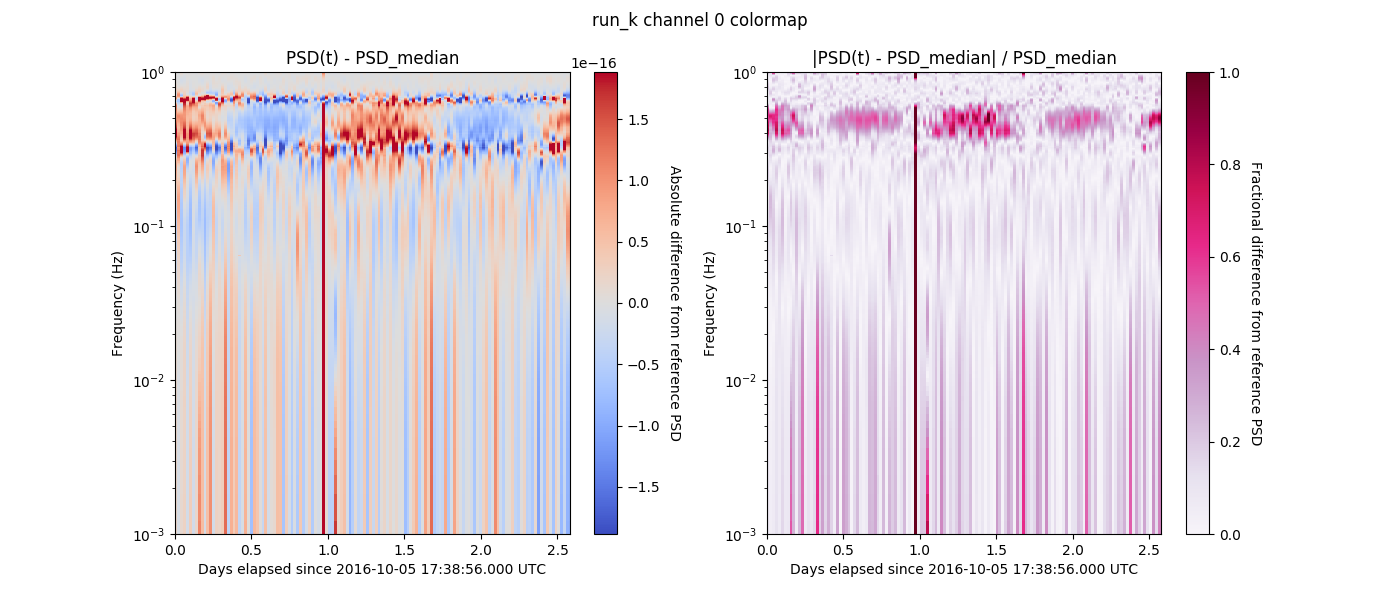 run_k channel 0 colormap
PSD(t) - PSD_median
1e−16
10⁰
10⁻¹
10⁻²
10⁻³
Frequency (Hz)
0.0 0.5 1.0 1.5 2.0 2.5
Days elapsed since 2016-10-05 17:38:56.000 UTC
1.5
1.0
0.5
0.0
−0.5
−1.0
−1.5
Absolute difference from reference PSD
|PSD(t) - PSD_median| / PSD_median
10⁰
10⁻¹
10⁻²
10⁻³
Frequency (Hz)
0.0 0.5 1.0 1.5 2.0 2.5
Days elapsed since 2016-10-05 17:38:56.000 UTC
1.0
0.8
0.6
0.4
0.2
0.0
Fractional difference from reference PSD